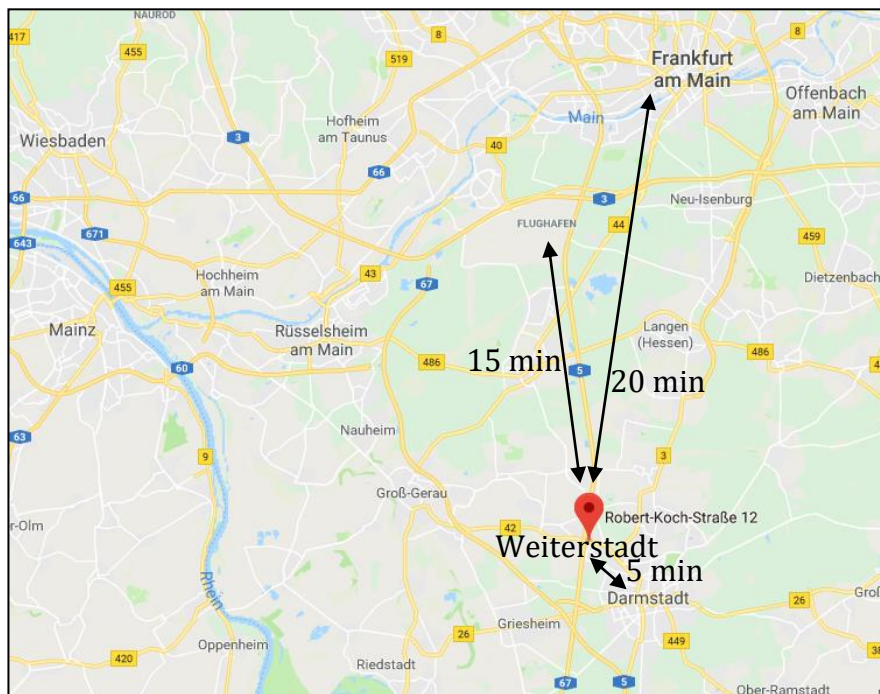 NAUROD
417
455
8
8
519
Frankfurt
am Main
Offenbach
am Main
Hofheim
am Taunus
Main
Wiesbaden
3
40
66
66
3
Neu-Isenburg
44
FLUGHAFEN
671
643
459
43
Hochheim
am Main
67
Dietzenbach
455
Mainz
Rüsselsheim
am Main
Langen
(Hessen)
486
486
15 min
60
5
20 min
4
Nauheim
63
9
3
Groß-Gerau
Robert-Koch-Straße 12
er-Olm
42
Weiterstadt
5 min
Rhein
Darmstadt
Groß
26
Griesheim
26
449
Oppenheim
38
420
Riedstadt
67
5
Ober-Ramstadt